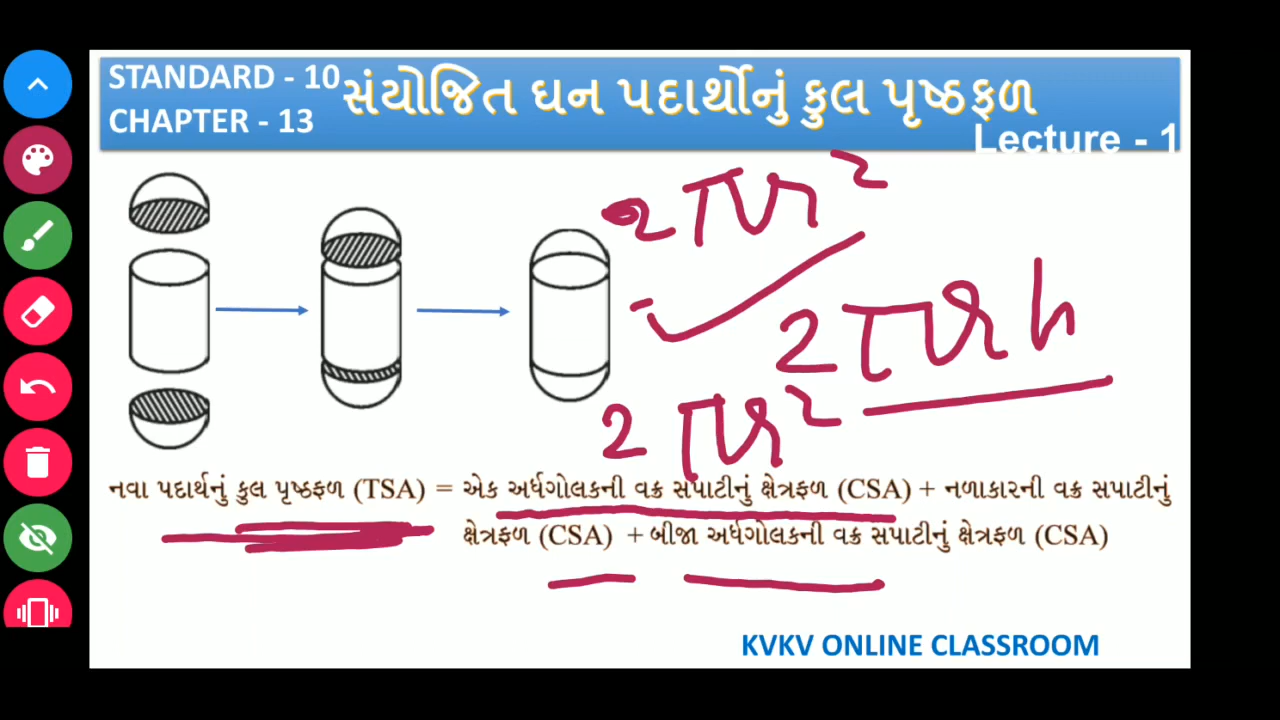 STANDARD - 10
CHAPTER - 13
સંયોજિત ઘન પદાર્થોનું કુલ પૃષ્ઠફળ
Lecture - 1
2πr²
2πrh
2πr²
નવા પદાર્થનું કુલ પૃષ્ઠફળ (TSA) = એક અર્ધગોલકની વક્ર સપાટીનું ક્ષેત્રફળ (CSA) + નળાકારની વક્ર સપાટીનું
ક્ષેત્રફળ (CSA) + બીજા અર્ધગોલકની વક્ર સપાટીનું ક્ષેત્રફળ (CSA)
KVKV ONLINE CLASSROOM